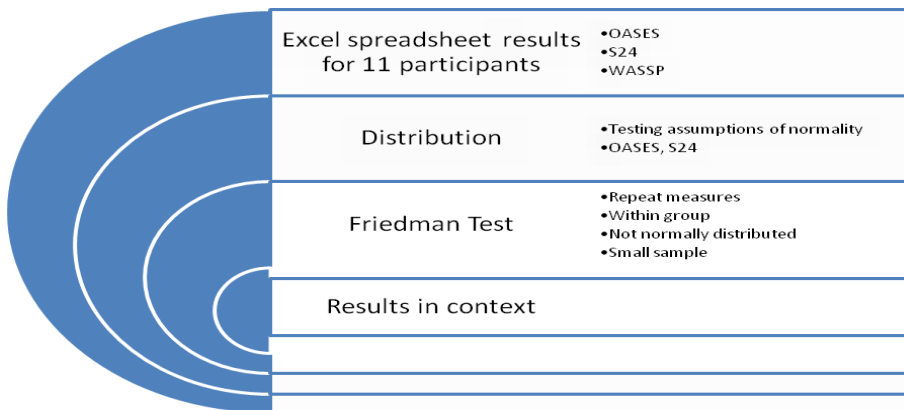 Excel spreadsheet results
for 11 participants
•OASES
•S24
•WASSP
Distribution
•Testing assumptions of normality
•OASES, S24
Friedman Test
•Repeat measures
•Within group
•Not normally distributed
•Small sample
Results in context